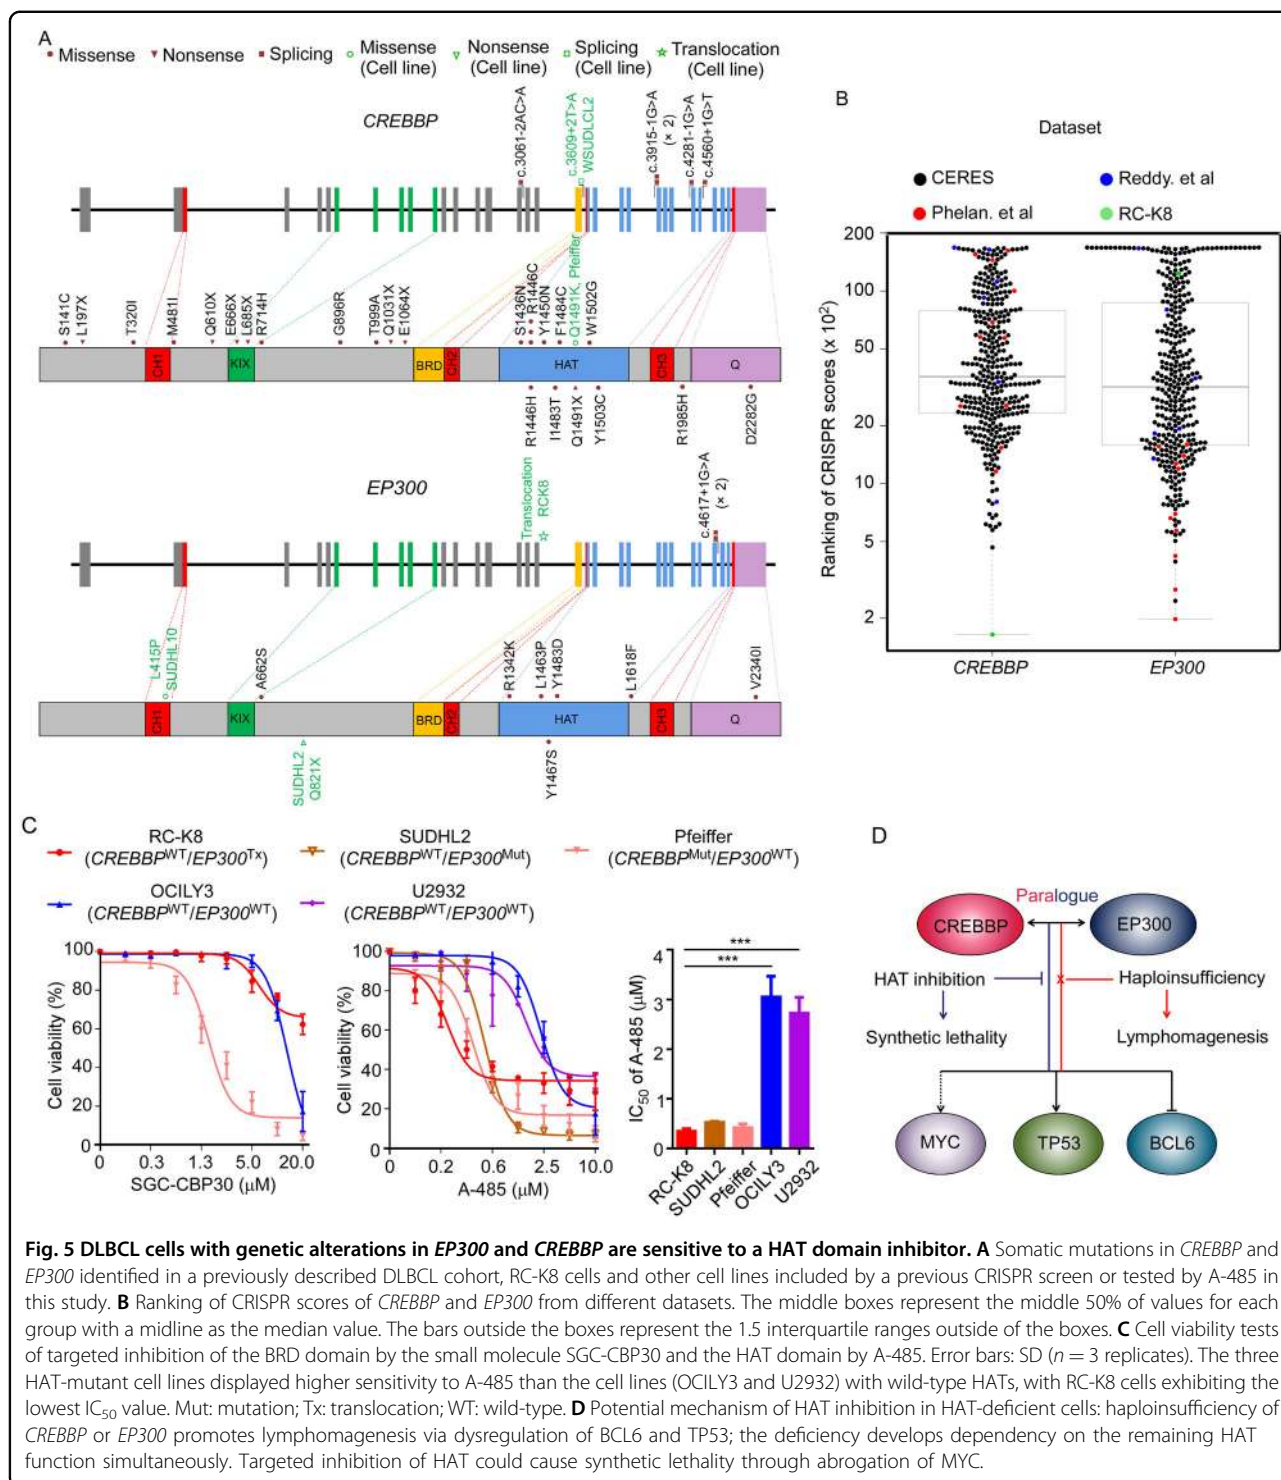 A
Missense
Nonsense
Splicing
Missense (Cell line)
Nonsense (Cell line)
Splicing (Cell line)
Translocation (Cell line)
CREBBP
c.3061-2AC>A
c.3609+2T>A
WSUDLCL2
c.3915-1G>A
(× 2)
c.4281-1G>A
c.4560+1G>T
S141C
L197X
T320I
M481I
Q610X
E666X
L685X
R714H
G896R
T999A
Q1031X
E1064X
S1436N
R1446C
Y1450N
F1484C
Q1491K, Pfeiffer
W1502G
CH1
KIX
BRD
CH2
HAT
CH3
Q
R1446H
I1483T
Q1491X
Y1503C
R1985H
D2282G
EP300
Translocation
RCK8
c.4617+1G>A
(× 2)
L415P
SUDHL10
A662S
R1342K
L1463P
Y1483D
L1618F
V2340I
CH1
KIX
BRD
CH2
HAT
CH3
Q
SUDHL2
Q821X
Y1467S
B
Dataset
CERES
Reddy. et al
Phelan. et al
RC-K8
Ranking of CRISPR scores (x 10²)
200
100
50
20
10
5
2
CREBBP
EP300
C
RC-K8
(CREBBPᵂᵀ/EP300ᵀˣ)
SUDHL2
(CREBBPᵂᵀ/EP300ᴹᵘᵗ)
Pfeiffer
(CREBBPᴹᵘᵗ/EP300ᵂᵀ)
OCILY3
(CREBBPᵂᵀ/EP300ᵂᵀ)
U2932
(CREBBPᵂᵀ/EP300ᵂᵀ)
Cell viability (%)
100
80
60
40
20
0
0 0.3 1.3 5.0 20.0
SGC-CBP30 (μM)
Cell viability (%)
100
80
60
40
20
0
0 0.2 0.6 2.5 10.0
A-485 (μM)
IC₅₀ of A-485 (μM)
4
3
2
1
0
***
***
RC-K8
SUDHL2
Pfeiffer
OCILY3
U2932
D
Paralogue
CREBBP
EP300
HAT inhibition
Haploinsufficiency
x
Synthetic lethality
Lymphomagenesis
MYC
TP53
BCL6
Fig. 5 DLBCL cells with genetic alterations in EP300 and CREBBP are sensitive to a HAT domain inhibitor. A Somatic mutations in CREBBP and
EP300 identified in a previously described DLBCL cohort, RC-K8 cells and other cell lines included by a previous CRISPR screen or tested by A-485 in
this study. B Ranking of CRISPR scores of CREBBP and EP300 from different datasets. The middle boxes represent the middle 50% of values for each
group with a midline as the median value. The bars outside the boxes represent the 1.5 interquartile ranges outside of the boxes. C Cell viability tests
of targeted inhibition of the BRD domain by the small molecule SGC-CBP30 and the HAT domain by A-485. Error bars: SD (n = 3 replicates). The three
HAT-mutant cell lines displayed higher sensitivity to A-485 than the cell lines (OCILY3 and U2932) with wild-type HATs, with RC-K8 cells exhibiting the
lowest IC₅₀ value. Mut: mutation; Tx: translocation; WT: wild-type. D Potential mechanism of HAT inhibition in HAT-deficient cells: haploinsufficiency of
CREBBP or EP300 promotes lymphomagenesis via dysregulation of BCL6 and TP53; the deficiency develops dependency on the remaining HAT
function simultaneously. Targeted inhibition of HAT could cause synthetic lethality through abrogation of MYC.